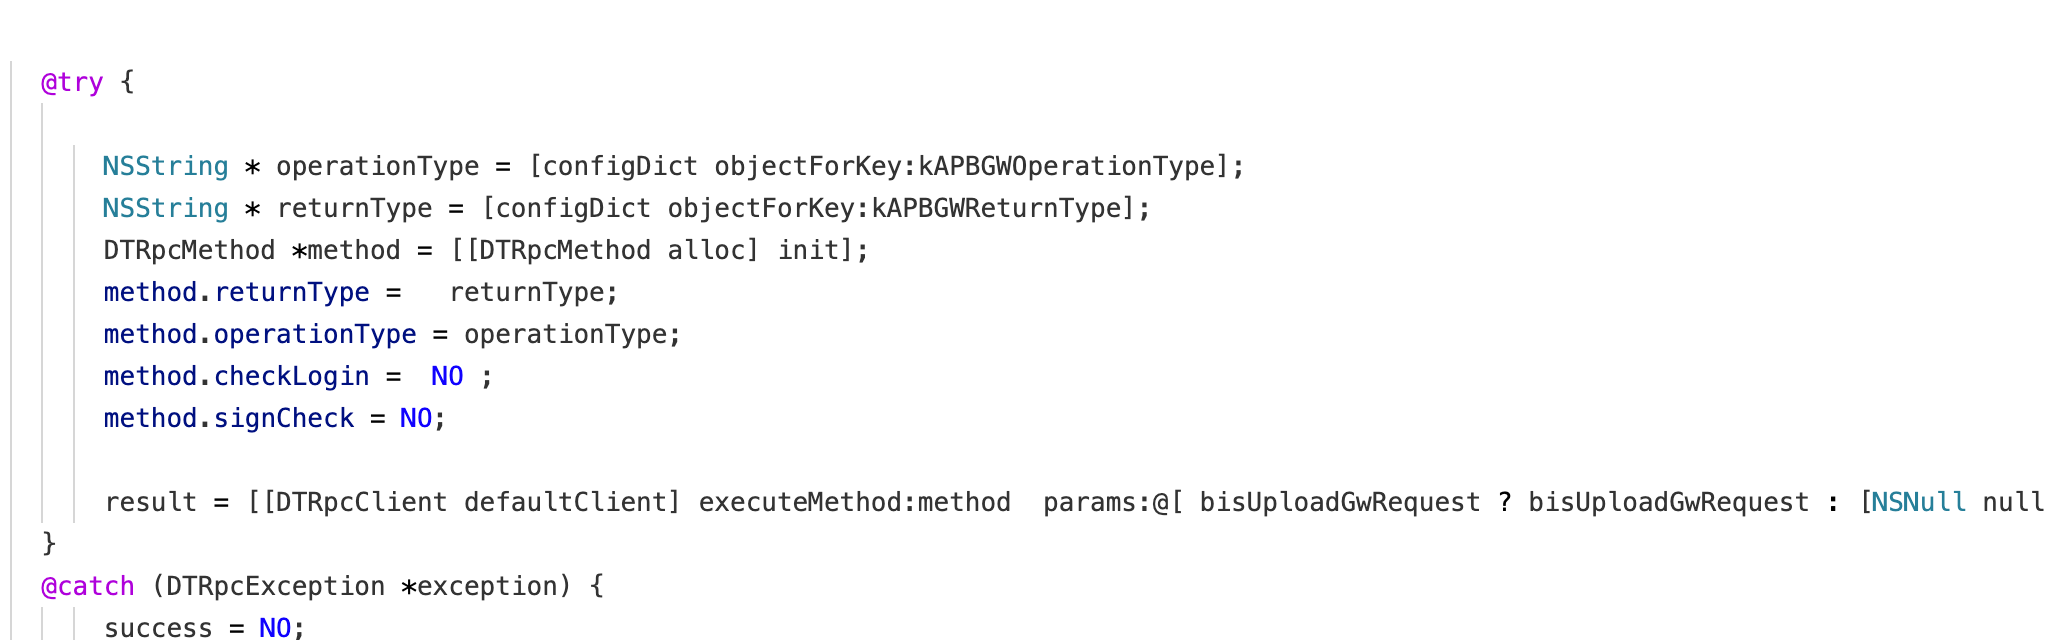 @try {
NSString * operationType = [configDict objectForKey:kAPBGWOperationType];
NSString * returnType = [configDict objectForKey:kAPBGWReturnType];
DTRpcMethod *method = [[DTRpcMethod alloc] init];
method.returnType =   returnType;
method.operationType = operationType;
method.checkLogin =  NO ;
method.signCheck = NO;
result = [[DTRpcClient defaultClient] executeMethod:method  params:@[ bisUploadGwRequest ? bisUploadGwRequest : [NSNull null
}
@catch (DTRpcException *exception) {
success = NO;